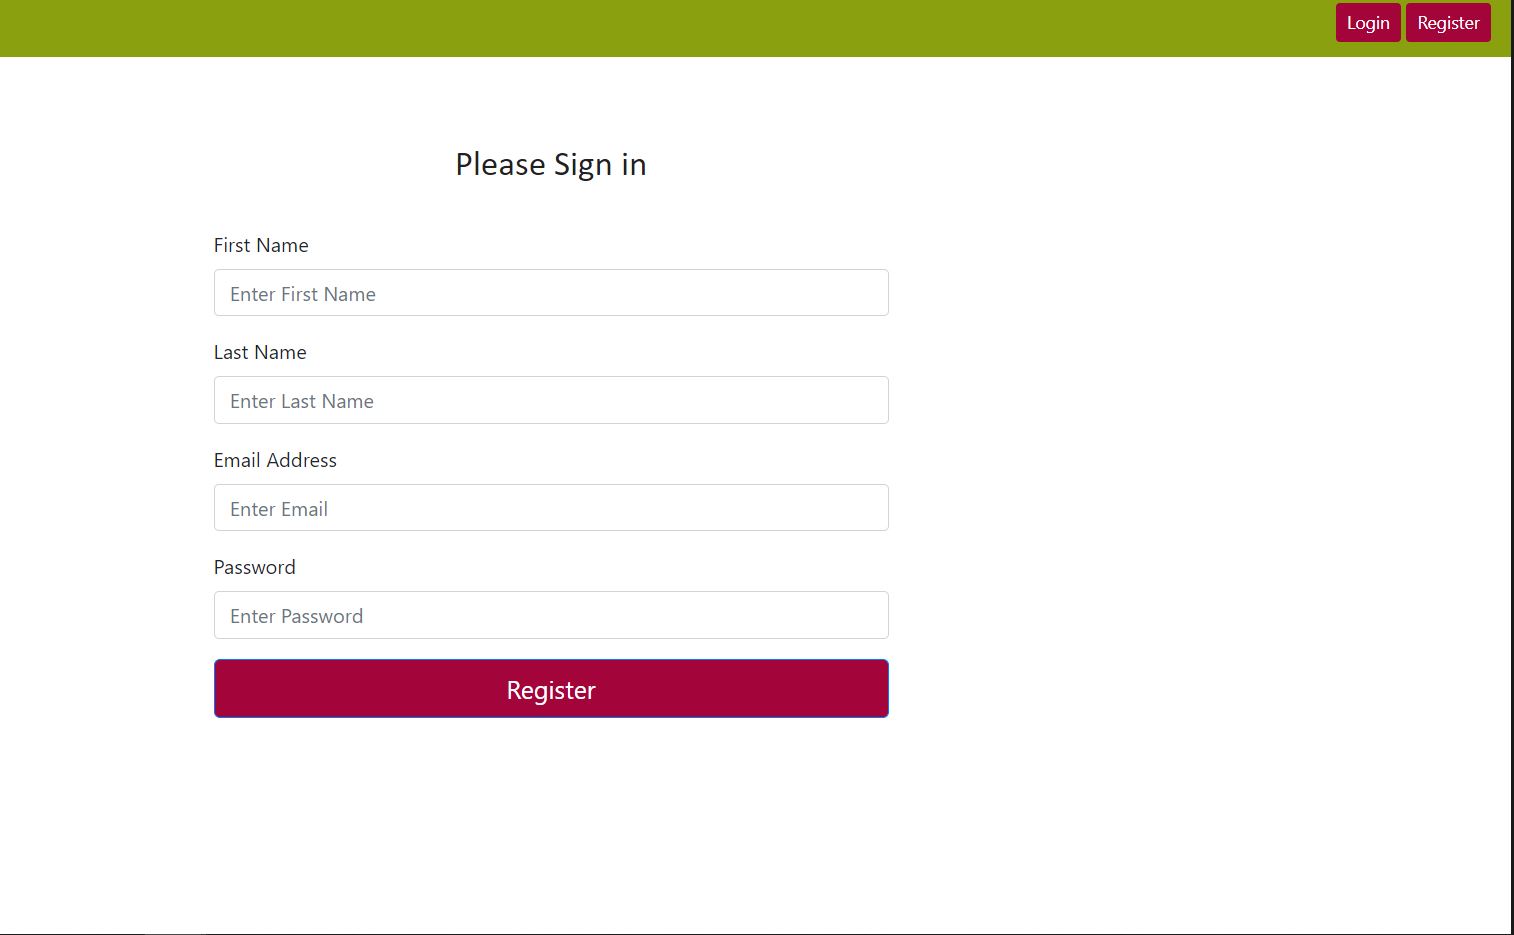 Login Register
Please Sign in
First Name
Enter First Name
Last Name
Enter Last Name
Email Address
Enter Email
Password
Enter Password
Register